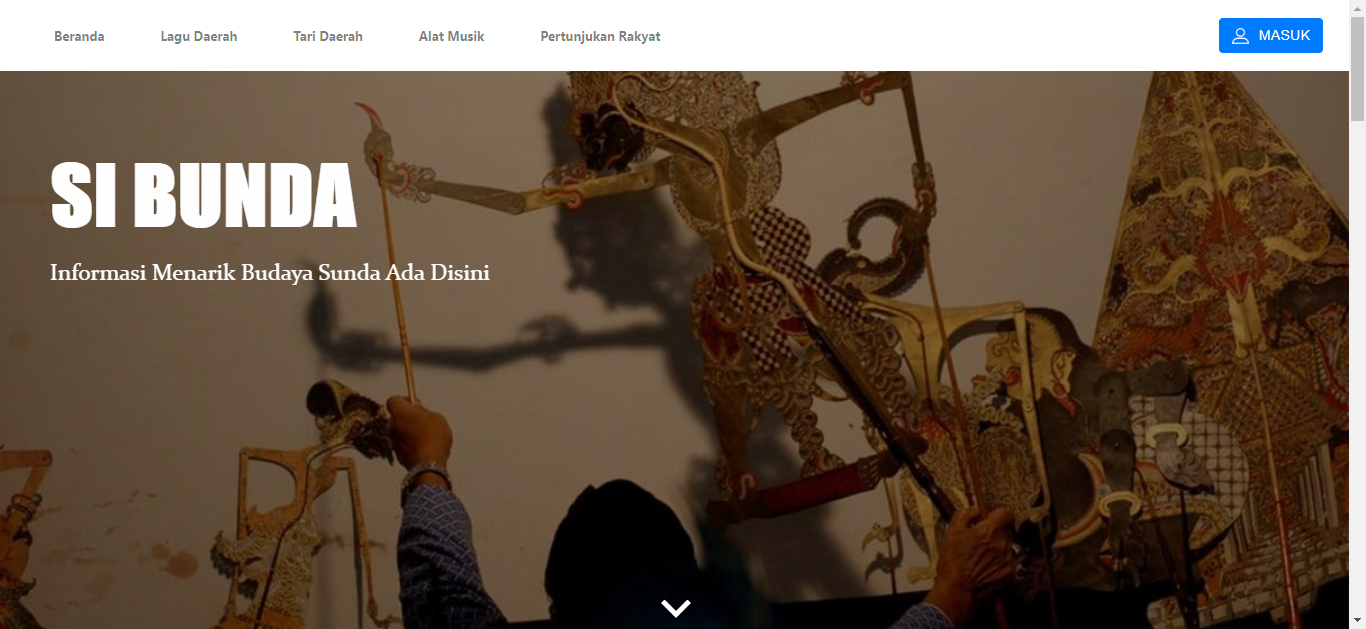 Beranda Lagu Daerah Tari Daerah Alat Musik Pertunjukan Rakyat MASUK
SI BUNDA
Informasi Menarik Budaya Sunda Ada Disini